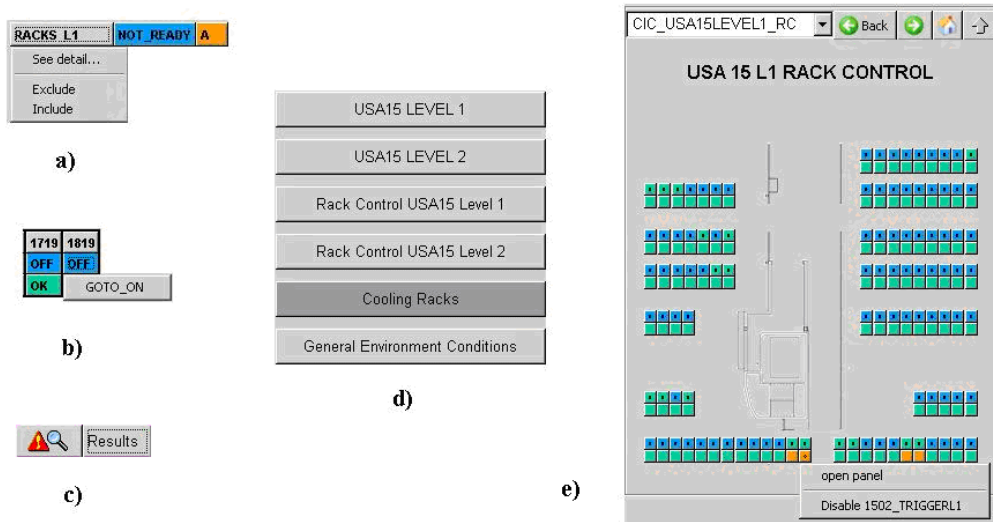 RACKS_L1 NOT_READY A
See detail...
Exclude
Include
a)
1719 1819
OFF OFF
OK GOTO_ON
b)
Results
c)
USA15 LEVEL 1
USA15 LEVEL 2
Rack Control USA15 Level 1
Rack Control USA15 Level 2
Cooling Racks
General Environment Conditions
d)
CIC_USA15LEVEL1_RC Back
USA 15 L1 RACK CONTROL
open panel
Disable 1502_TRIGGERL1
e)